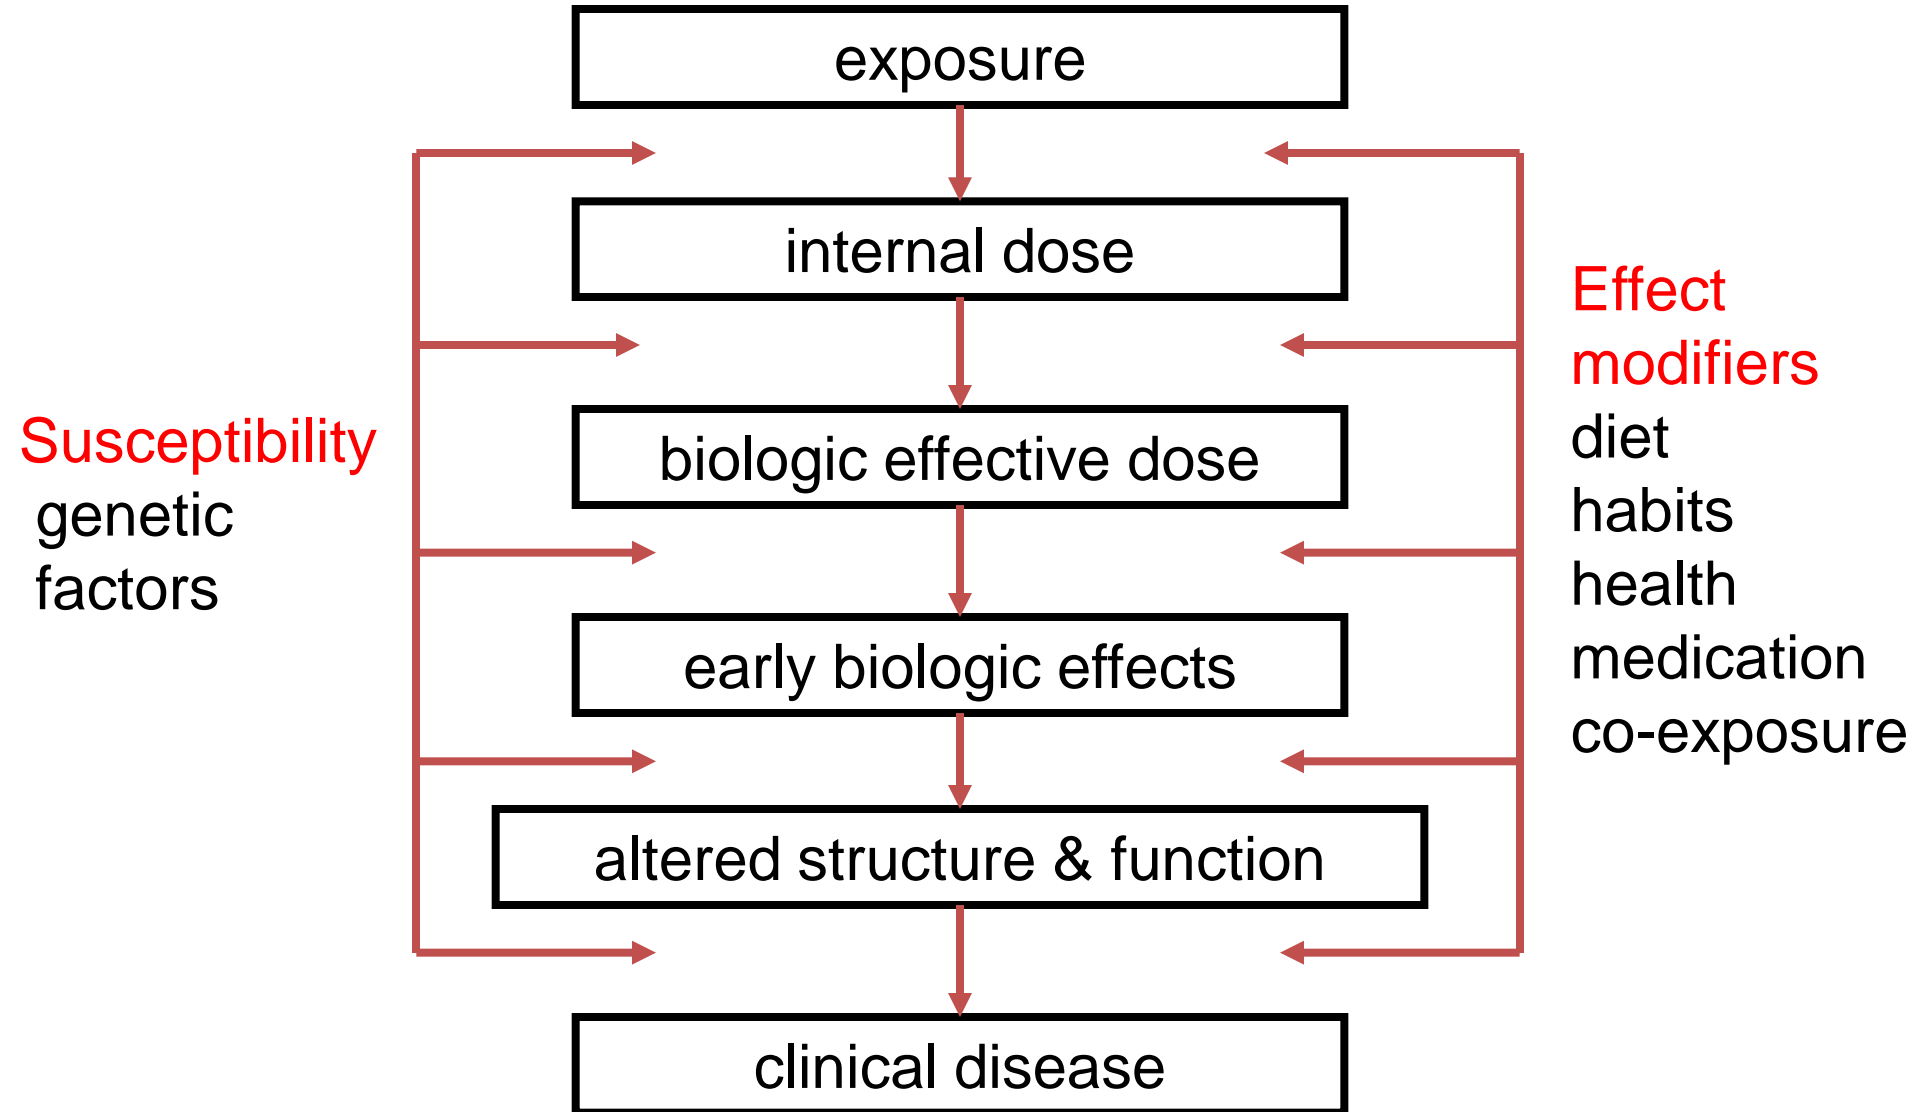 exposure
internal dose
biologic effective dose
early biologic effects
altered structure & function
clinical disease
Susceptibility
genetic
factors
Effect
modifiers
diet
habits
health
medication
co-exposure